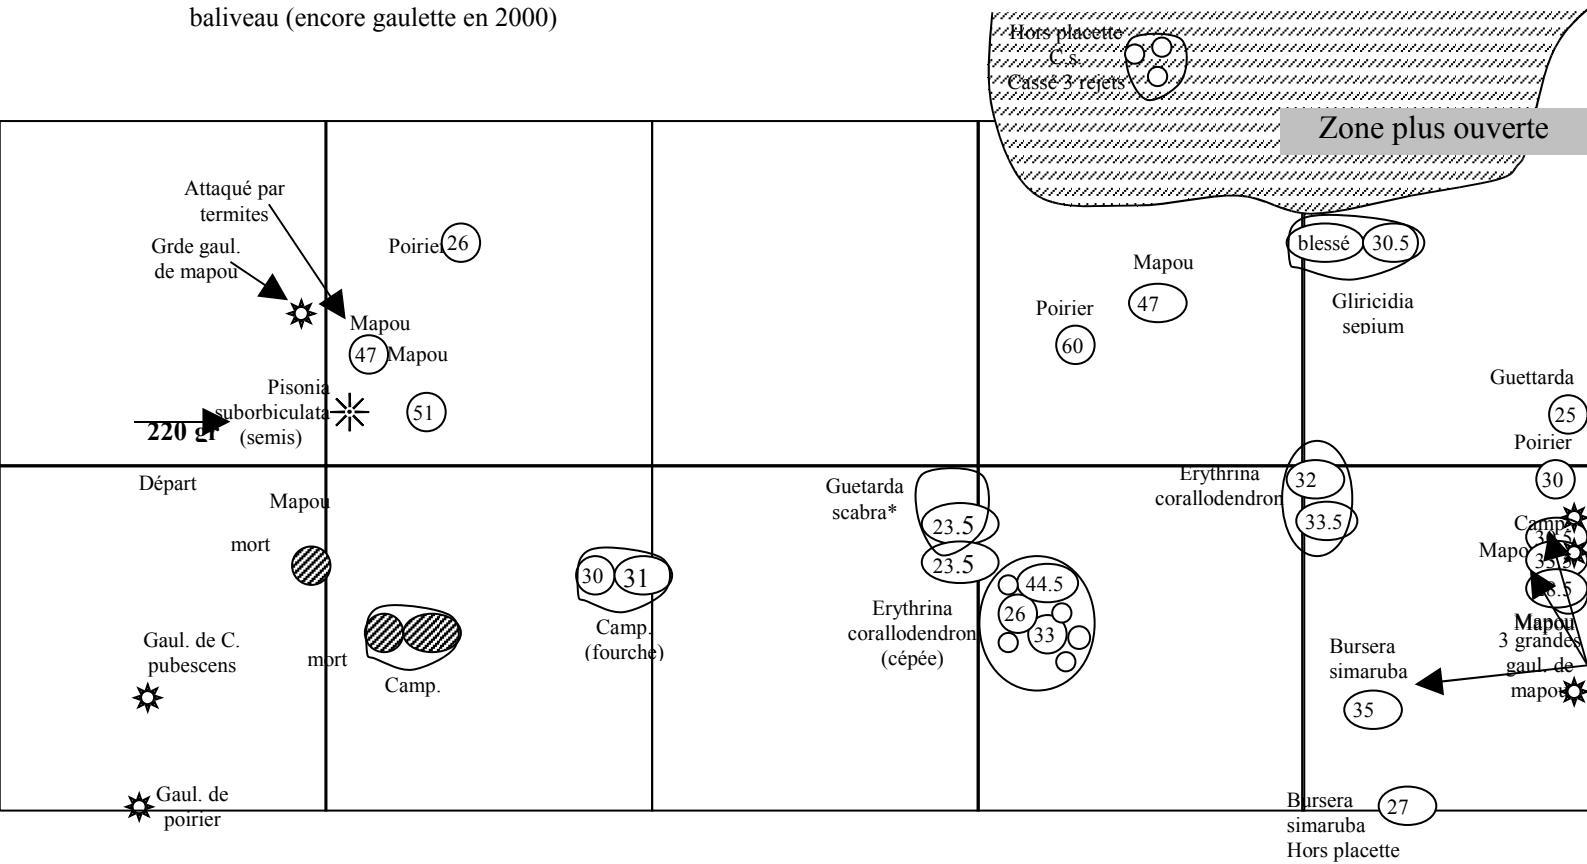 baliveau (encore gaulette en 2000)
Hors placette
C.s.
Cassé 3 rejets
Zone plus ouverte
Attaqué par
termites
Grde gaul.
de mapou
Poirier
26
Mapou
47
Mapou
Pisonia
suborbiculata
(semis)
51
220 gr
Départ
Mapou
47
Poirier
60
blessé
30.5
Gliricidia
sepium
Guettarda
25
Poirier
30
Mapou
mort
Guetarda
scabra*
23.5
23.5
Erythrina
corallodendron
32
33.5
Camp.
33.5
Mapou
30
31
Camp.
(fourche)
Erythrina
corallodendron
(cépée)
44.5
26
33
Gaul. de C.
pubescens
mort
Camp.
Bursera
simaruba
35
Mapou
3 grandes
gaul. de
mapou
Gaul. de
poirier
Bursera
simaruba
Hors placette
27